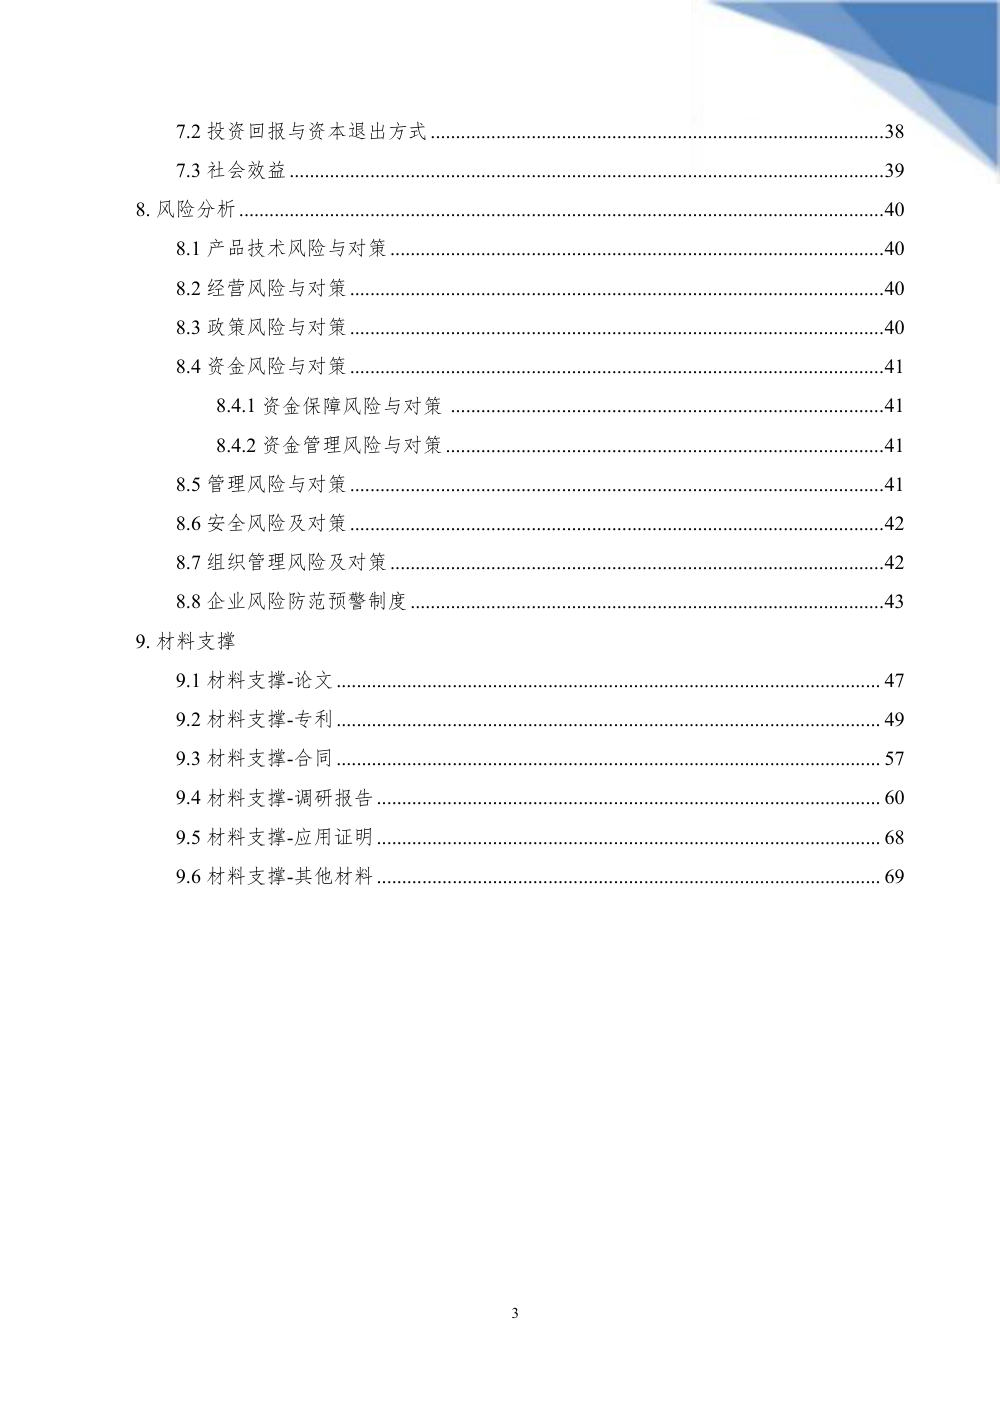 7.2 投资回报与资本退出方式..........................................................................................38
7.3 社会效益......................................................................................................................39
8. 风险分析................................................................................................................................40
8.1 产品技术风险与对策..................................................................................................40
8.2 经营风险与对策..........................................................................................................40
8.3 政策风险与对策..........................................................................................................40
8.4 资金风险与对策..........................................................................................................41
8.4.1 资金保障风险与对策 ......................................................................................41
8.4.2 资金管理风险与对策.......................................................................................41
8.5 管理风险与对策..........................................................................................................41
8.6 安全风险及对策..........................................................................................................42
8.7 组织管理风险及对策..................................................................................................42
8.8 企业风险防范预警制度..............................................................................................43
9. 材料支撑
9.1 材料支撑-论文............................................................................................................ 47
9.2 材料支撑-专利............................................................................................................ 49
9.3 材料支撑-合同............................................................................................................ 57
9.4 材料支撑-调研报告.................................................................................................... 60
9.5 材料支撑-应用证明.................................................................................................... 68
9.6 材料支撑-其他材料.................................................................................................... 69
3